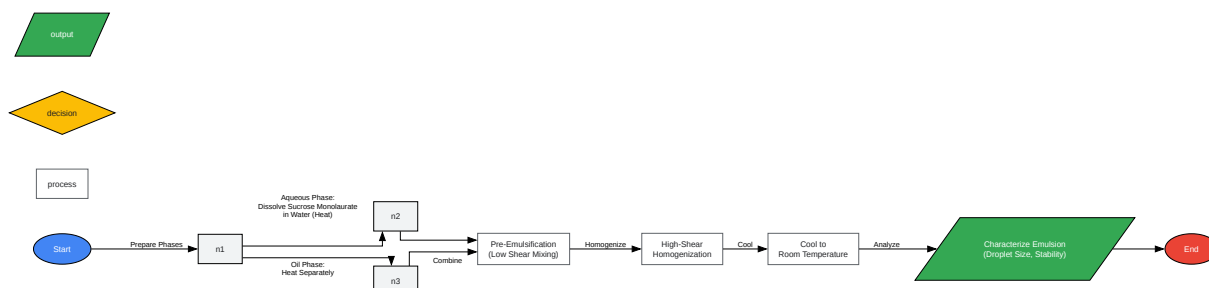 output
decision
process
Start
Prepare Phases
n1
Aqueous Phase:
Dissolve Sucrose Monolaurate
in Water (Heat)
Oil Phase:
Heat Separately
n2
n3
Combine
Pre-Emulsification
(Low Shear Mixing)
Homogenize
High-Shear
Homogenization
Cool
Cool to
Room Temperature
Analyze
Characterize Emulsion
(Droplet Size, Stability)
End